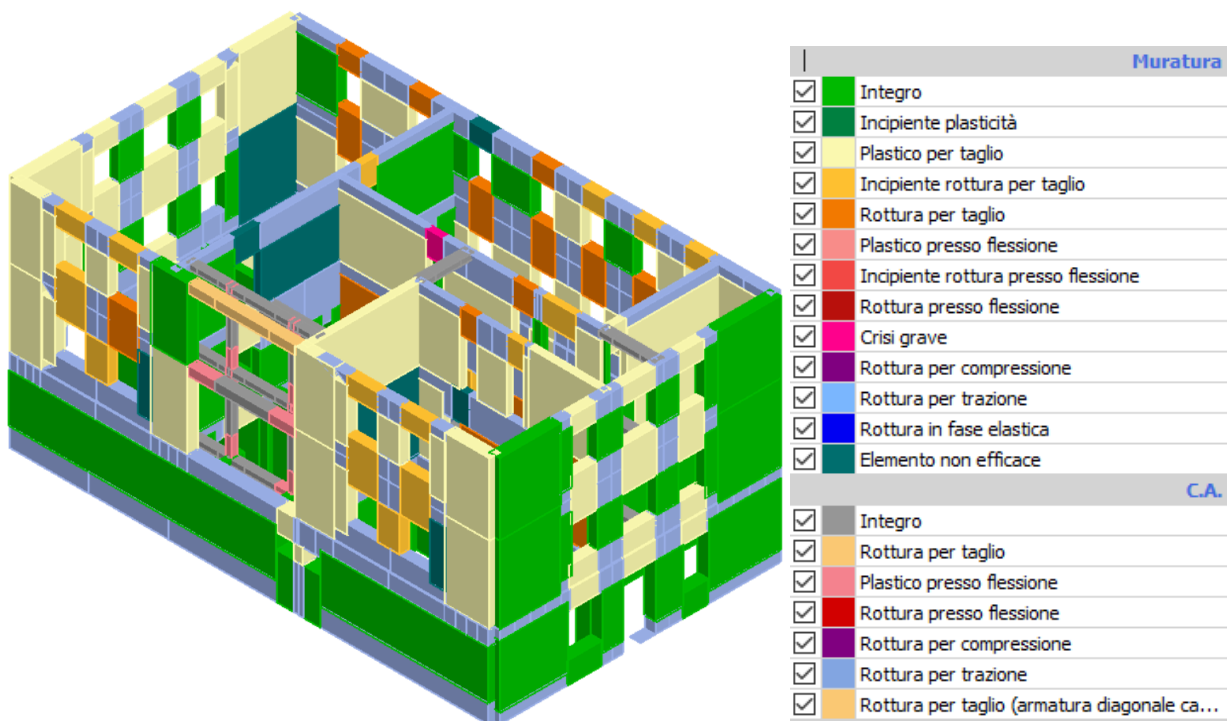 Muratura
Integro
Incipiente plasticità
Plastico per taglio
Incipiente rottura per taglio
Rottura per taglio
Plastico presso flessione
Incipiente rottura presso flessione
Rottura presso flessione
Crisi grave
Rottura per compressione
Rottura per trazione
Rottura in fase elastica
Elemento non efficace
C.A.
Integro
Rottura per taglio
Plastico presso flessione
Rottura presso flessione
Rottura per compressione
Rottura per trazione
Rottura per taglio (armatura diagonale ca...